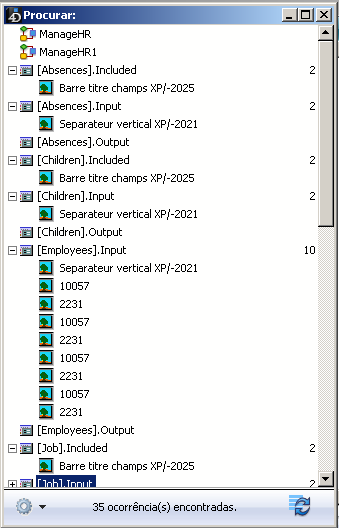 Procurar:
ManageHR
ManageHR1
[Absences].Included 2
Barre titre champs XP/-2025
[Absences].Input 2
Separateur vertical XP/-2021
[Absences].Output
[Children].Included 2
Barre titre champs XP/-2025
[Children].Input 2
Separateur vertical XP/-2021
[Children].Output
[Employees].Input 10
Separateur vertical XP/-2021
10057
2231
10057
2231
10057
2231
10057
2231
[Employees].Output
[Job].Included 2
Barre titre champs XP/-2025
[Job].Input 2
35 ocorrência(s) encontradas.